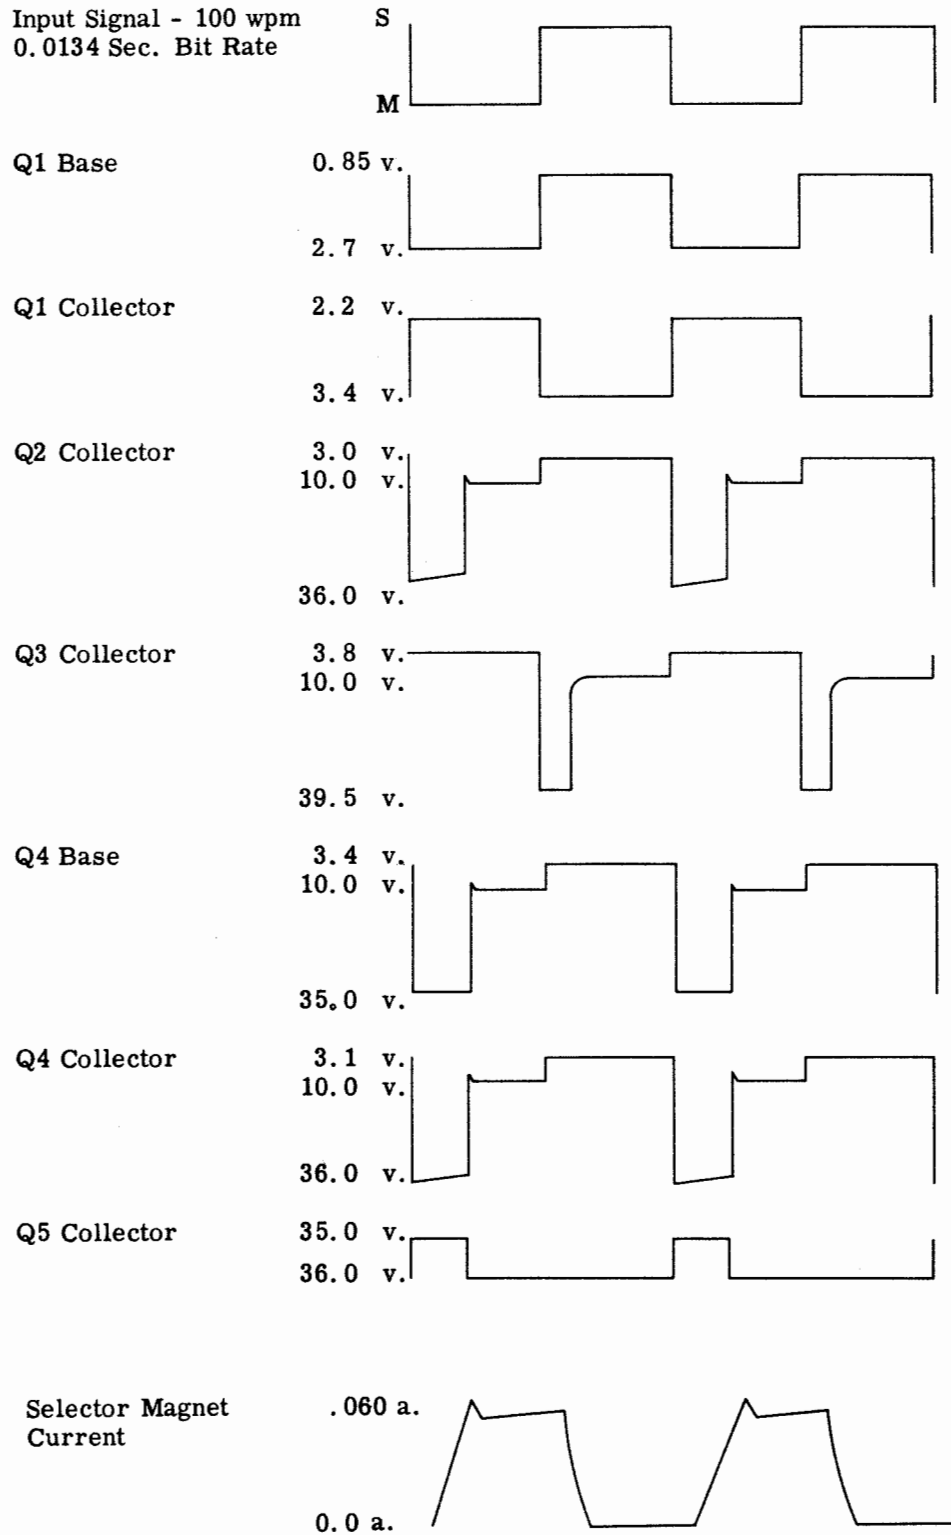 Input Signal - 100 wpm S
0.0134 Sec. Bit Rate
M
Q1 Base 0.85 v.
2.7 v.
Q1 Collector 2.2 v.
3.4 v.
Q2 Collector 3.0 v.
10.0 v.
36.0 v.
Q3 Collector 3.8 v.
10.0 v.
39.5 v.
Q4 Base 3.4 v.
10.0 v.
35.0 v.
Q4 Collector 3.1 v.
10.0 v.
36.0 v.
Q5 Collector 35.0 v.
36.0 v.
Selector Magnet .060 a.
Current
0.0 a.